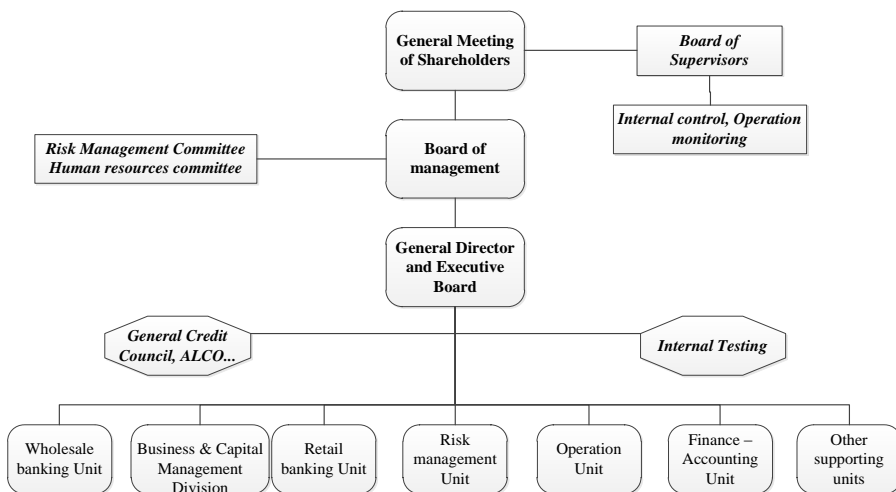 General Meeting
of Shareholders
Board of
Supervisors
Internal control, Operation
monitoring
Risk Management Committee
Human resources committee
Board of
management
General Director
and Executive
Board
General Credit
Council, ALCO...
Internal Testing
Wholesale
banking Unit
Business & Capital
Management
Division
Retail
banking Unit
Risk
management Unit
Operation
Unit
Finance –
Accounting
Unit
Other
supporting
units